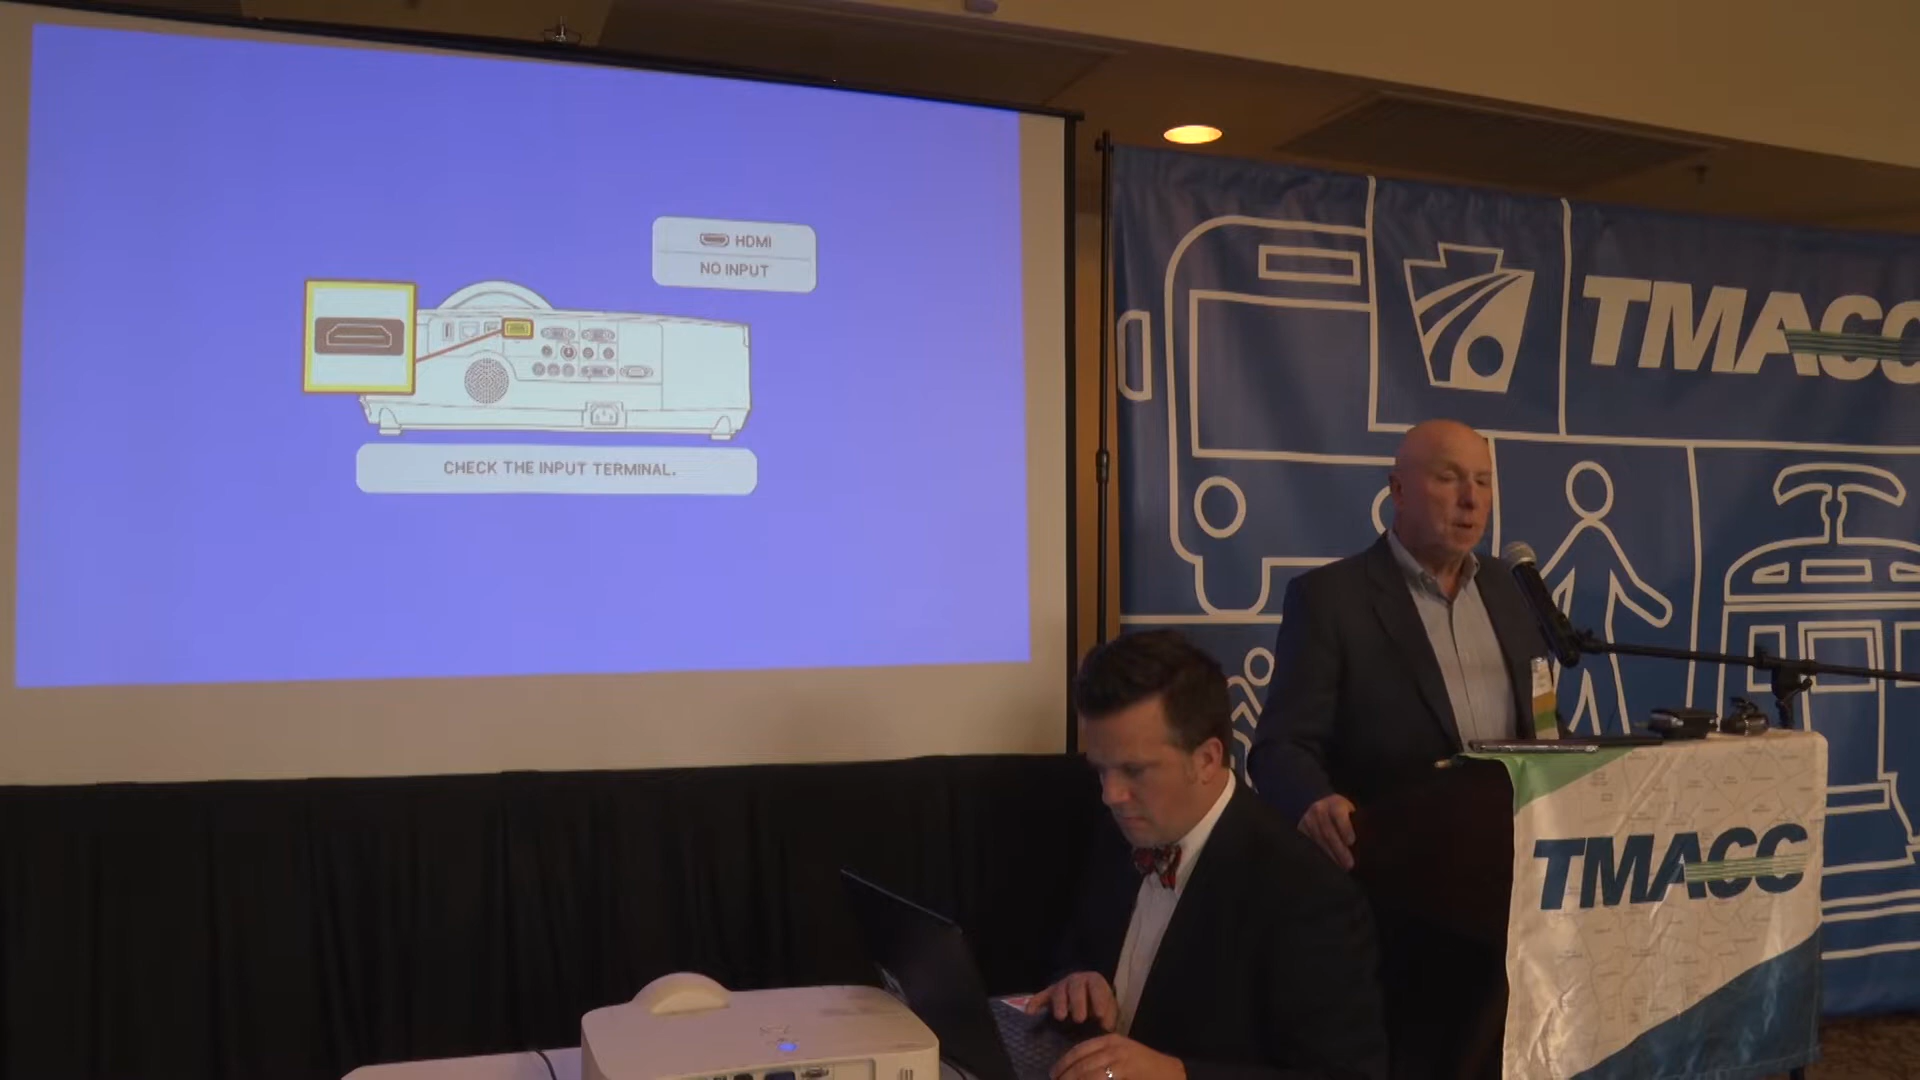 HDMI
NO INPUT
CHECK THE INPUT TERMINAL.
TMACC
TMACC